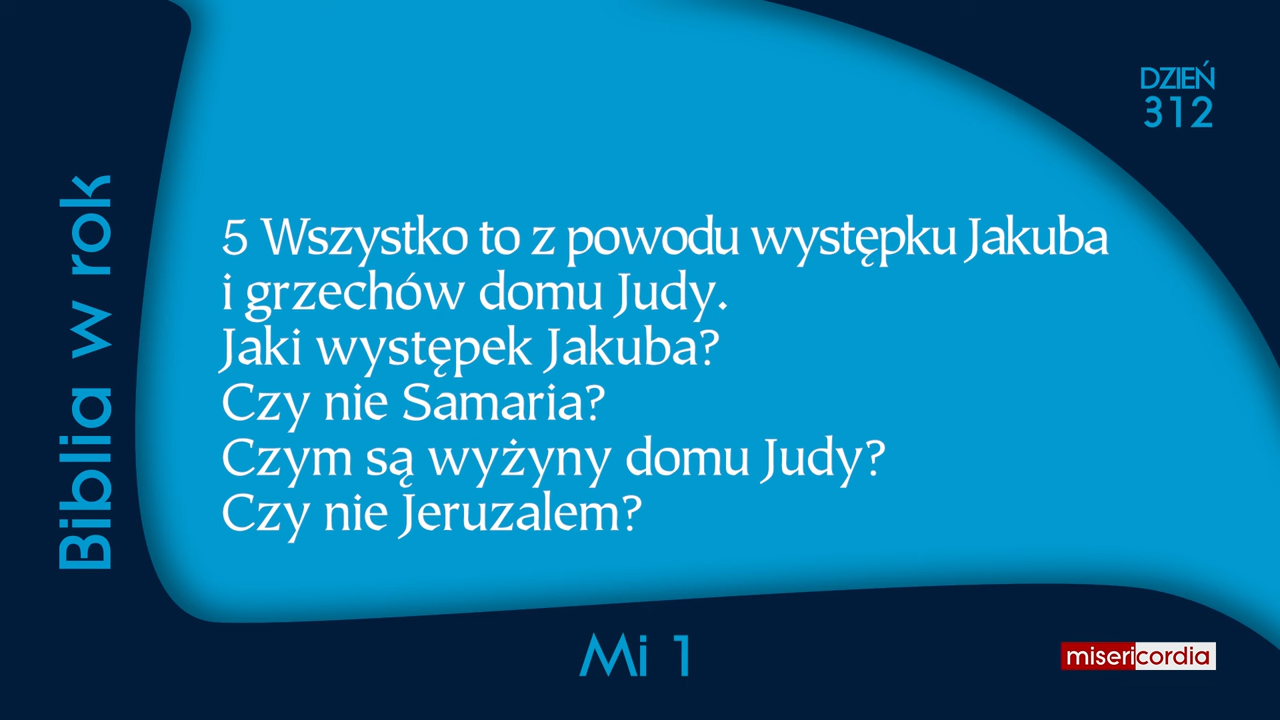 DZIEŃ
312
Biblia w rok
5 Wszystko to z powodu występku Jakuba
i grzechów domu Judy.
Jaki występek Jakuba?
Czy nie Samaria?
Czym są wyżyny domu Judy?
Czy nie Jeruzalem?
Mi 1
misericordia